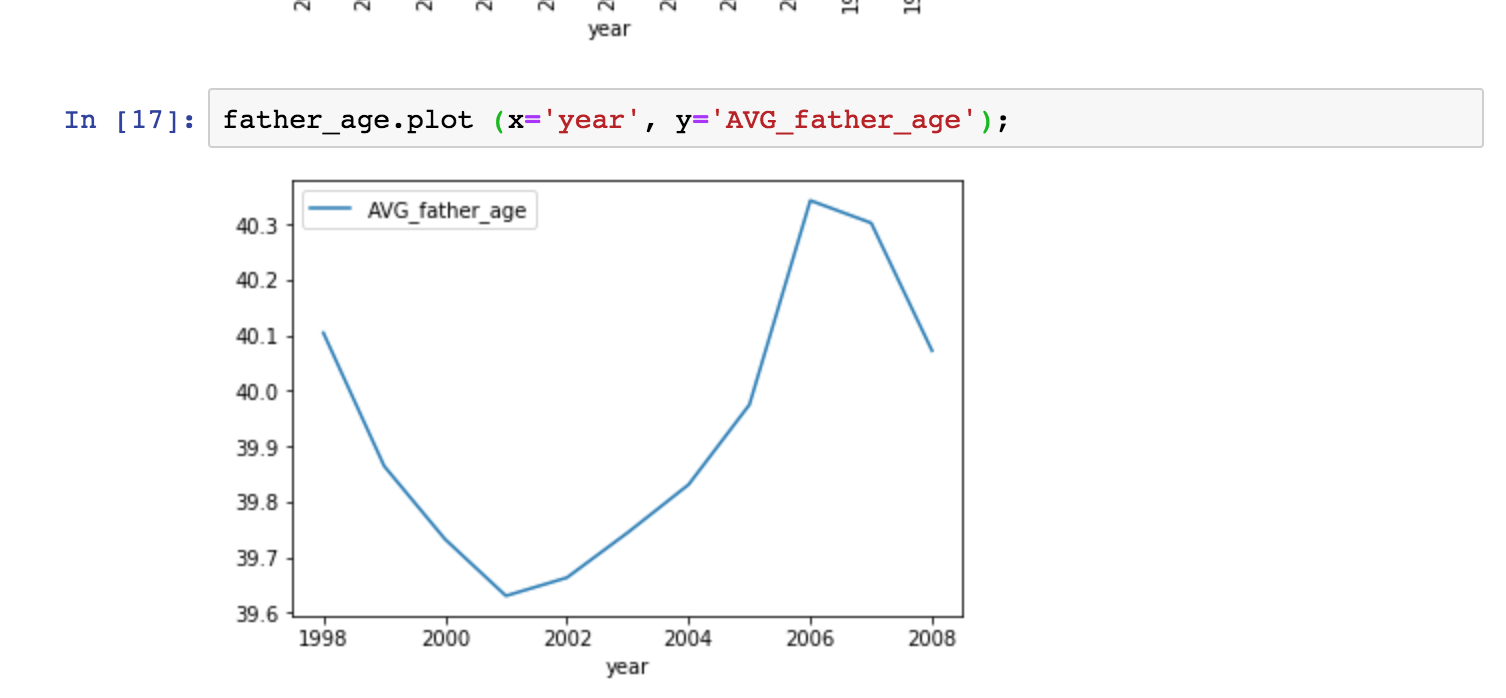 year
In [17]: father_age.plot (x='year', y='AVG_father_age');
AVG_father_age
40.3
40.2
40.1
40.0
39.9
39.8
39.7
39.6
1998 2000 2002 2004 2006 2008
year